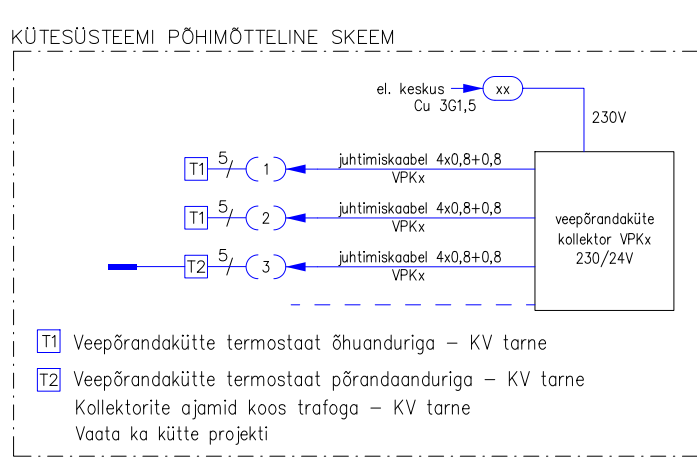 KÜTESÜSTEEMI PÕHIMÕTTELINE SKEEM
el. keskus
xx
Cu 3G1,5
230V
T1
5
1
juhtimiskaabel 4x0,8+0,8
VPKx
T1
5
2
juhtimiskaabel 4x0,8+0,8
VPKx
T2
5
3
juhtimiskaabel 4x0,8+0,8
VPKx
veepõrandaküte
kollektor VPKx
230/24V
T1 Veepõrandakütte termostaat õhuanduriga – KV tarne
T2 Veepõrandakütte termostaat põrandaanduriga – KV tarne
Kollektorite ajamid koos trafoga – KV tarne
Vaata ka kütte projekti